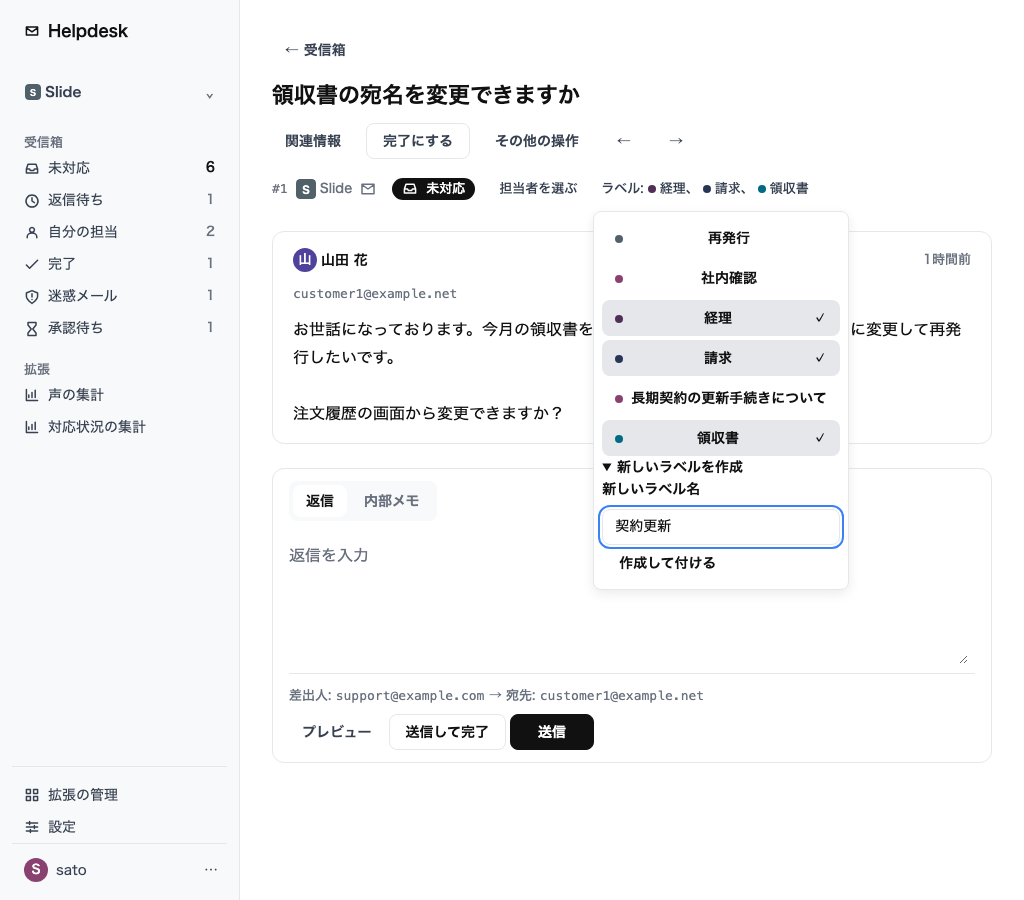 Helpdesk
S Slide
受信箱
未対応 6
返信待ち 1
自分の担当 2
完了 1
迷惑メール 1
承認待ち 1
拡張
声の集計
対応状況の集計
拡張の管理
設定
S sato ...
← 受信箱
領収書の宛名を変更できますか
関連情報 完了にする その他の操作 ← →
#1 S Slide 未対応 担当者を選ぶ ラベル: 経理、 請求、 領収書
山 山田 花 1時間前
customer1@example.net
お世話になっております。今月の領収書を に変更して再発
行したいです。
注文履歴の画面から変更できますか？
再発行
社内確認
経理 ✓
請求 ✓
長期契約の更新手続きについて
領収書 ✓
▼ 新しいラベルを作成
新しいラベル名
契約更新
作成して付ける
返信 内部メモ
返信を入力
差出人: support@example.com → 宛先: customer1@example.net
プレビュー 送信して完了 送信